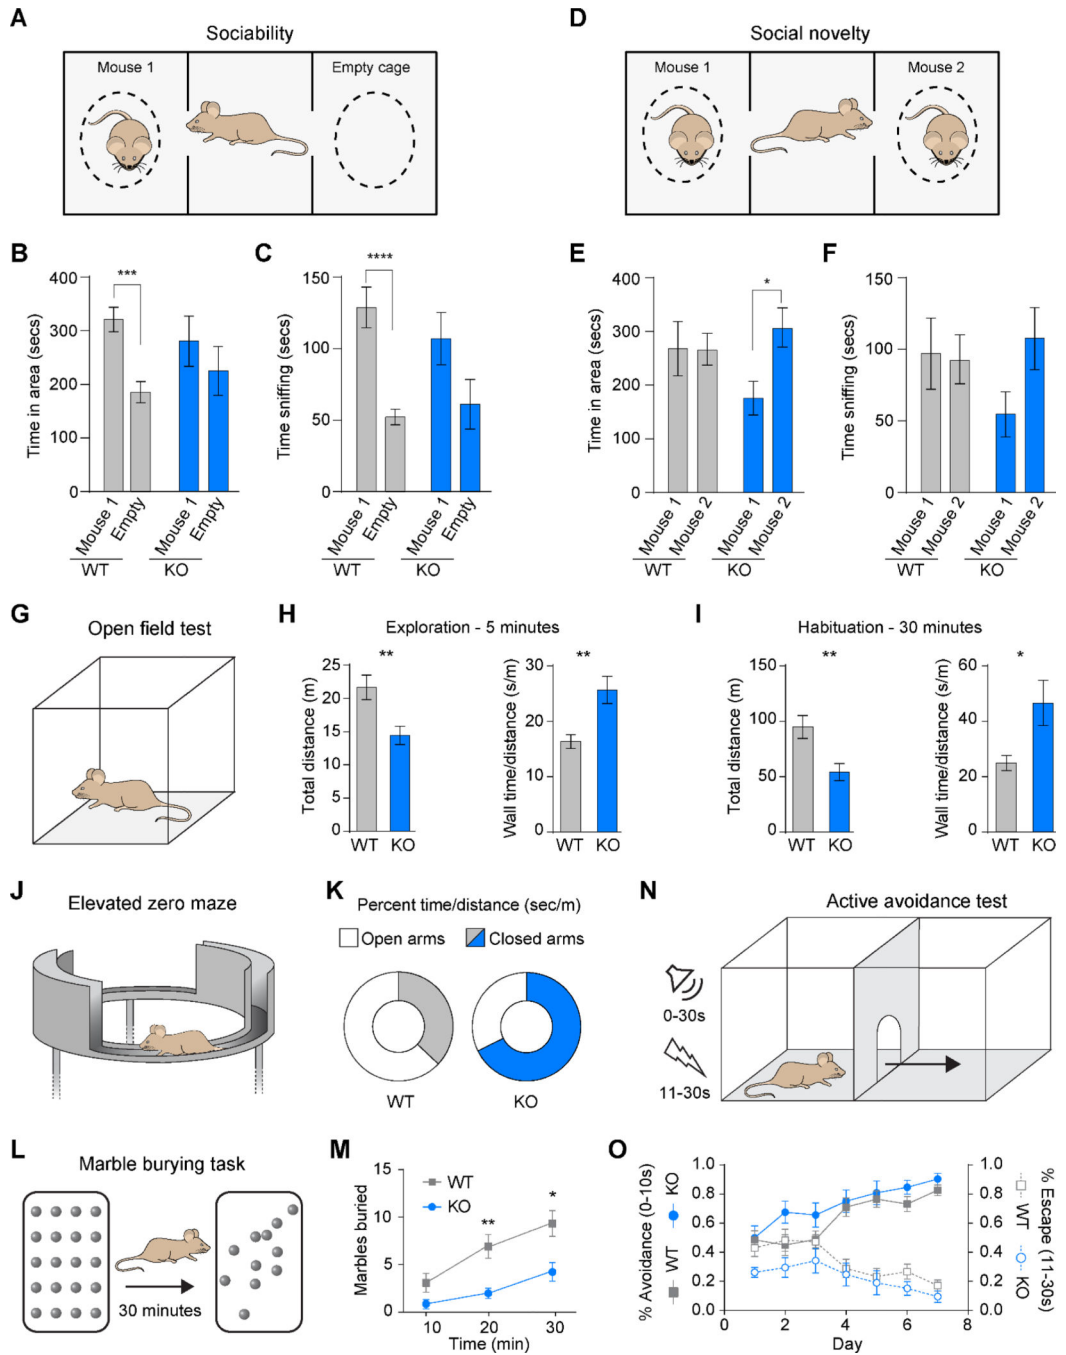 A
Sociability
Mouse 1
Empty cage
D
Social novelty
Mouse 1
Mouse 2
B
Time in area (secs)
400
300
200
100
0
***
Mouse 1
Empty
Mouse 1
Empty
WT
KO
C
Time sniffing (secs)
150
100
50
0
****
Mouse 1
Empty
Mouse 1
Empty
WT
KO
E
Time in area (secs)
400
300
200
100
0
*
Mouse 1
Mouse 2
Mouse 1
Mouse 2
WT
KO
F
Time sniffing (secs)
150
100
50
0
Mouse 1
Mouse 2
Mouse 1
Mouse 2
WT
KO
G
Open field test
H
Exploration - 5 minutes
Total distance (m)
25
20
15
10
5
0
**
WT
KO
Wall time/distance (s/m)
30
20
10
0
**
WT
KO
I
Habituation - 30 minutes
Total distance (m)
150
100
50
0
**
WT
KO
Wall time/distance (s/m)
60
40
20
0
*
WT
KO
J
Elevated zero maze
K
Percent time/distance (sec/m)
Open arms
Closed arms
WT
KO
N
Active avoidance test
0-30s
11-30s
L
Marble burying task
30 minutes
M
Marbles buried
15
10
5
0
WT
KO
**
*
10
20
30
Time (min)
O
% Avoidance (0-10s)
WT
KO
1.0
0.8
0.6
0.4
0.2
0.0
0
2
4
6
8
Day
1.0
0.8
0.6
0.4
0.2
0.0
% Escape (11-30s)
WT
KO